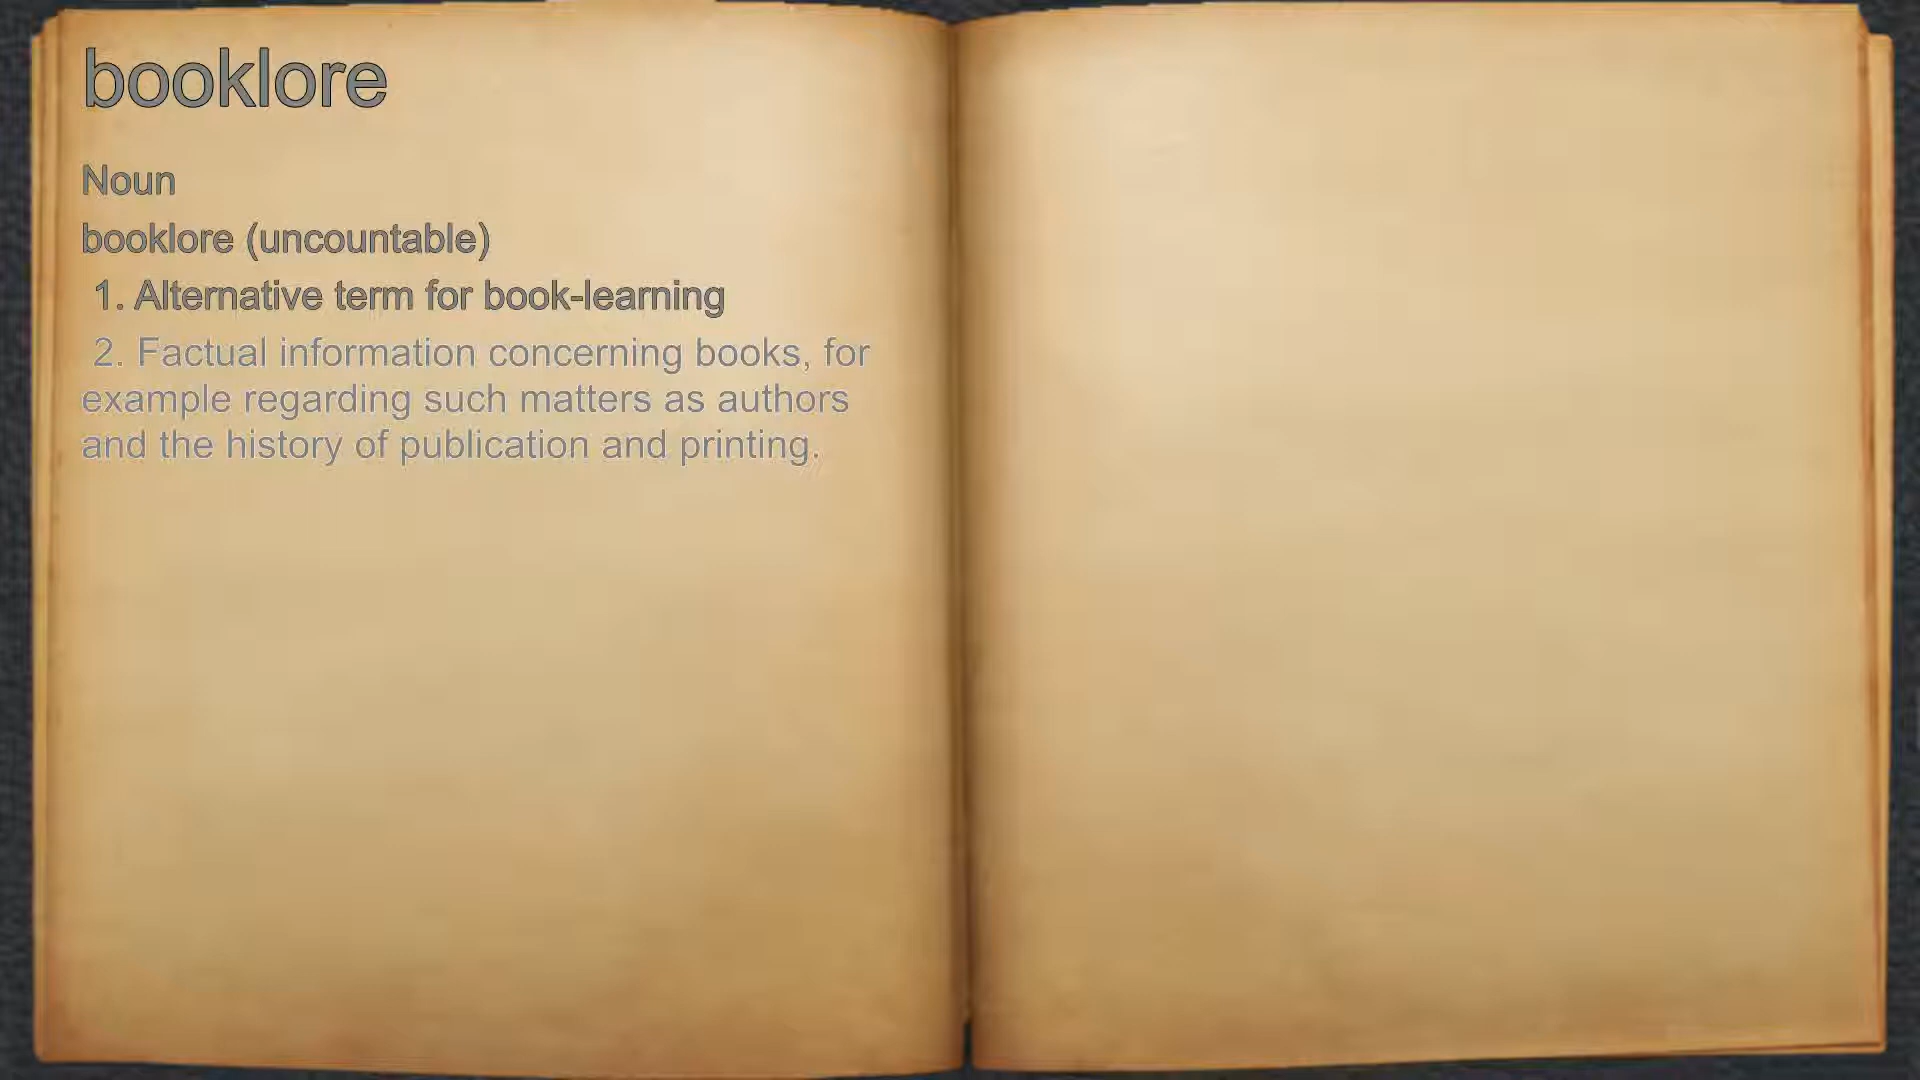 booklore
Noun
booklore (uncountable)
1. Alternative term for book-learning
2. Factual information concerning books, for
example regarding such matters as authors
and the history of publication and printing.